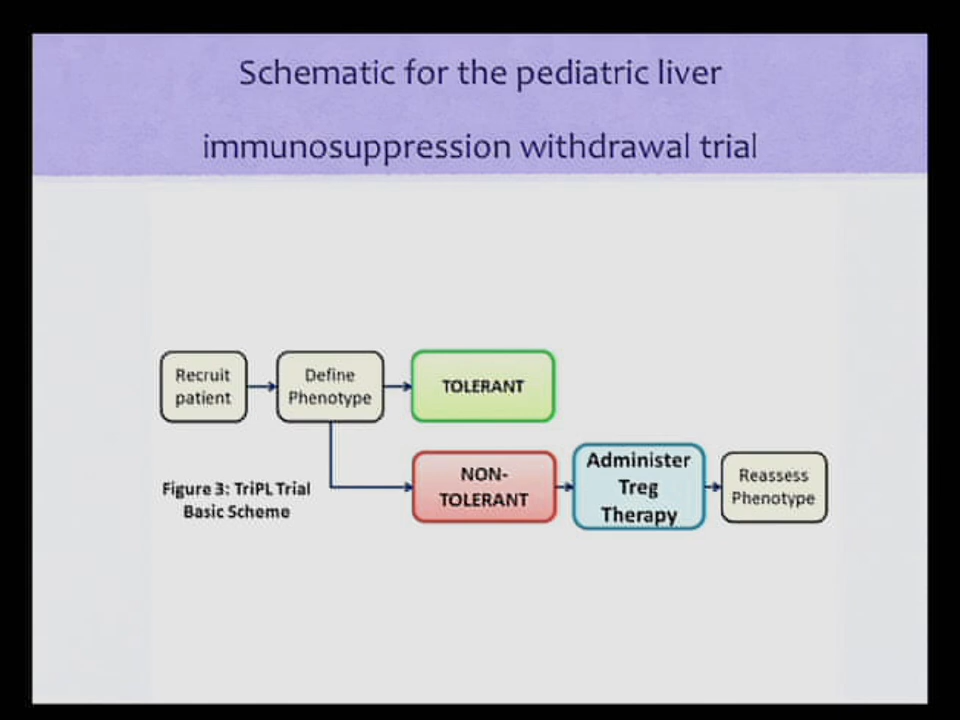 Schematic for the pediatric liver
immunosuppression withdrawal trial
Recruit
patient
Define
Phenotype
TOLERANT
NON-
TOLERANT
Administer
Treg
Therapy
Reassess
Phenotype
Figure 3: TriPL Trial
Basic Scheme